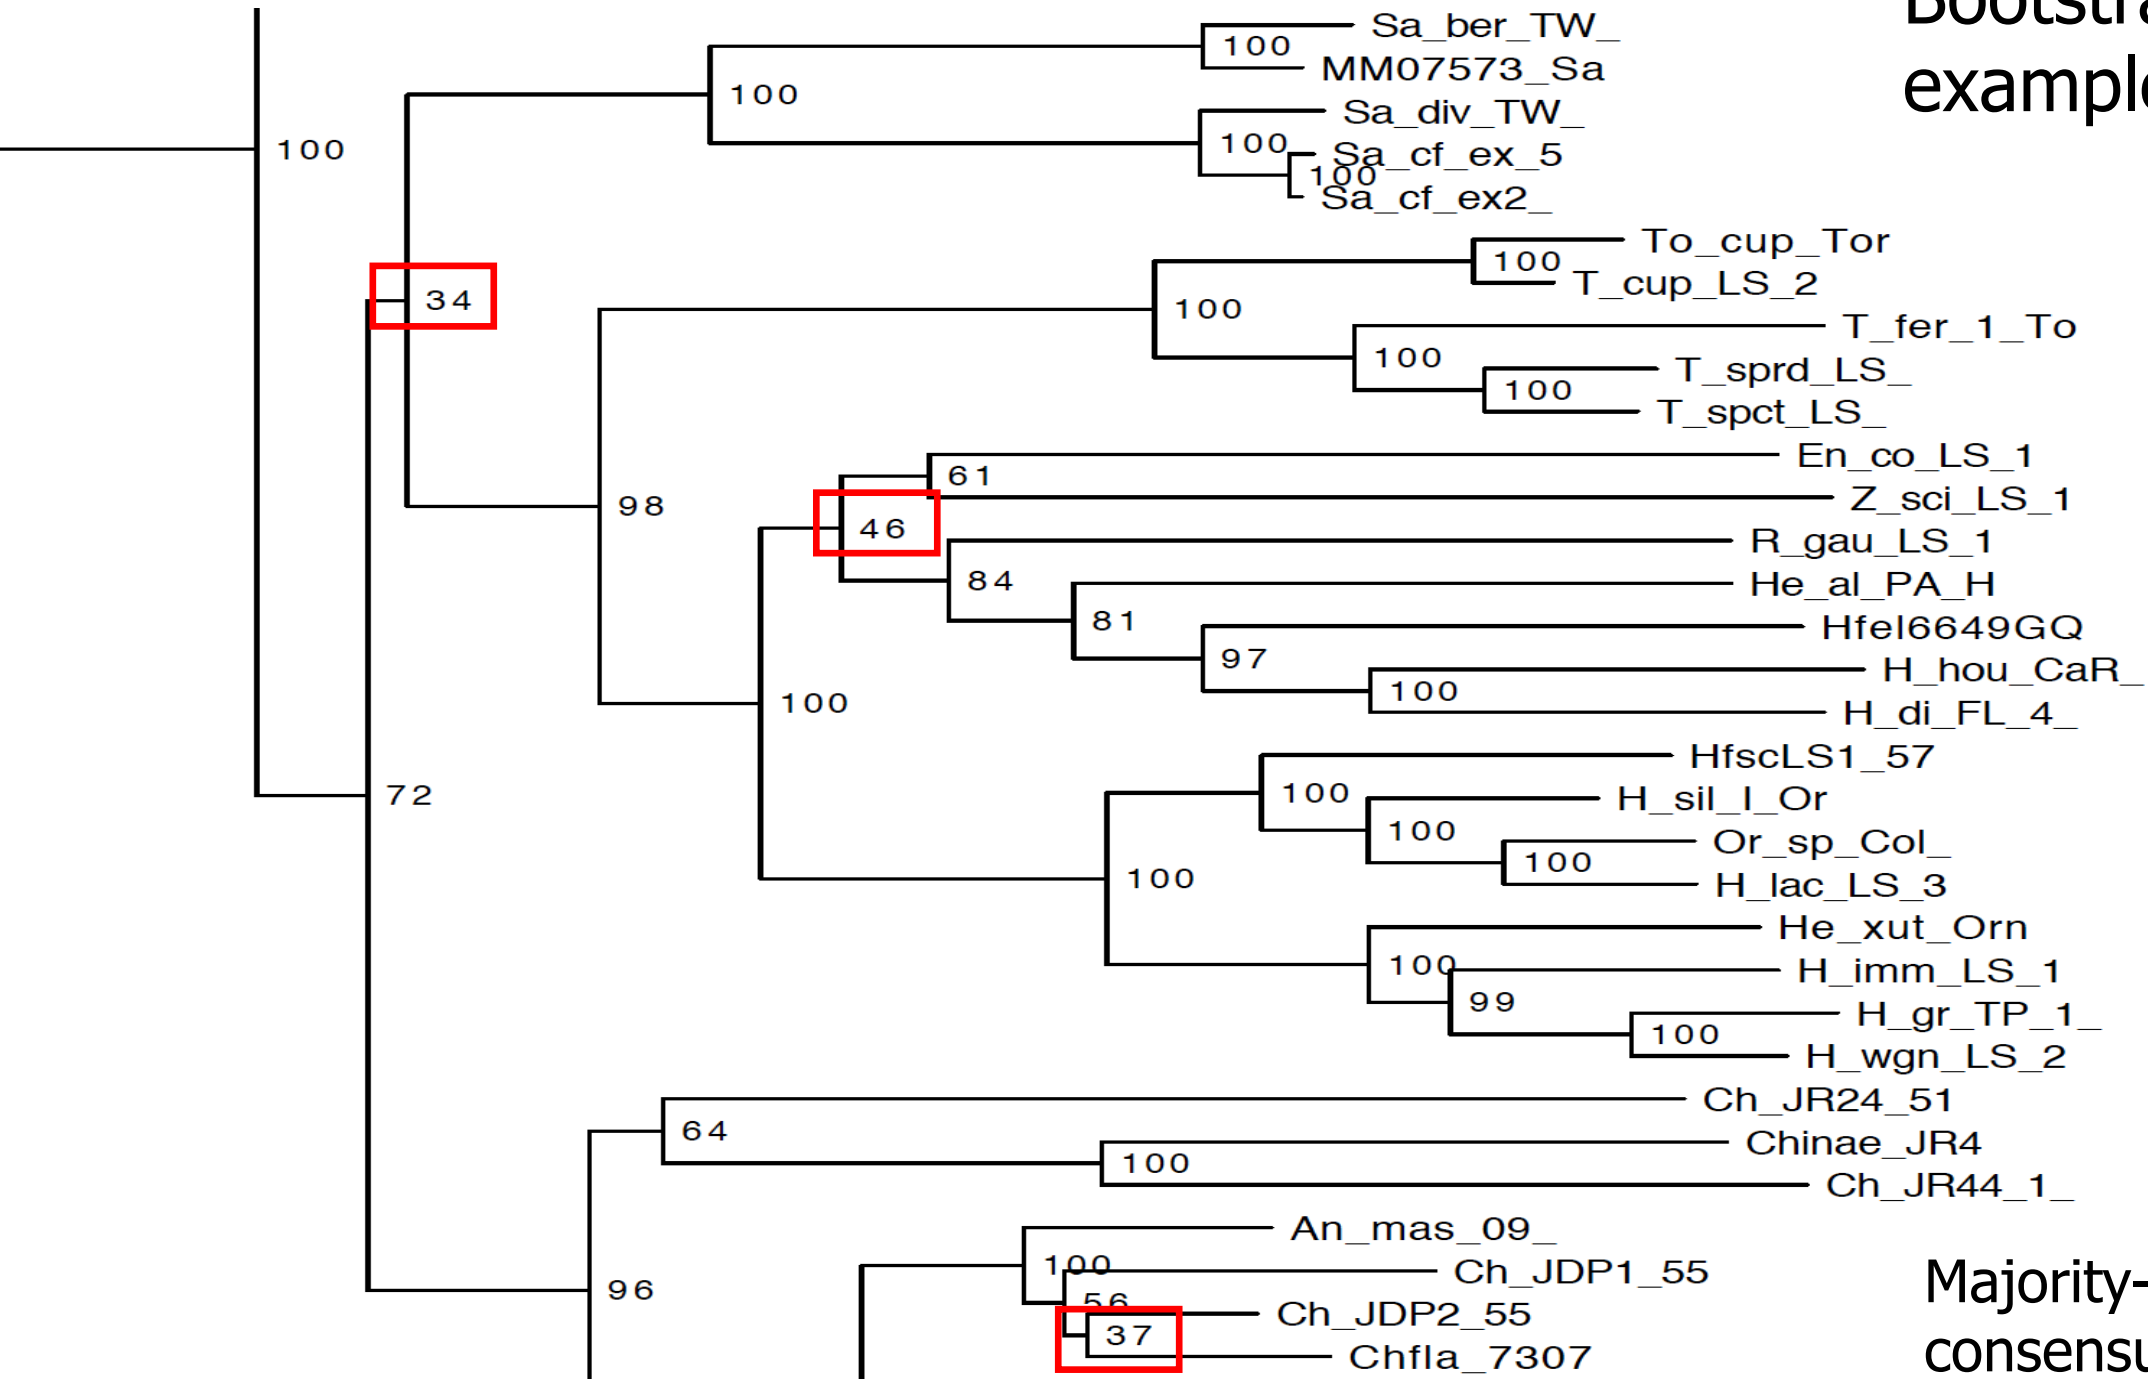 Sa_ber_TW_
100
MM07573_Sa
100
Sa_div_TW_
100
100
Sa_cf_ex_5
100
Sa_cf_ex2_
To_cup_Tor
100
T_cup_LS_2
34
100
T_fer_1_To
100
T_sprd_LS_
100
T_spct_LS_
En_co_LS_1
61
Z_sci_LS_1
98
46
R_gau_LS_1
84
He_al_PA_H
81
Hfel6649GQ
97
H_hou_CaR_
100
H_di_FL_4_
100
HfscLS1_57
100
H_sil_I_Or
72
100
Or_sp_Col_
100
H_lac_LS_3
100
He_xut_Orn
100
H_imm_LS_1
99
H_gr_TP_1_
100
H_wgn_LS_2
Ch_JR24_51
64
Chinae_JR4
100
Ch_JR44_1_
An_mas_09_
100
Ch_JDP1_55
96
56
Ch_JDP2_55
37
Chfla_7307
Majority-